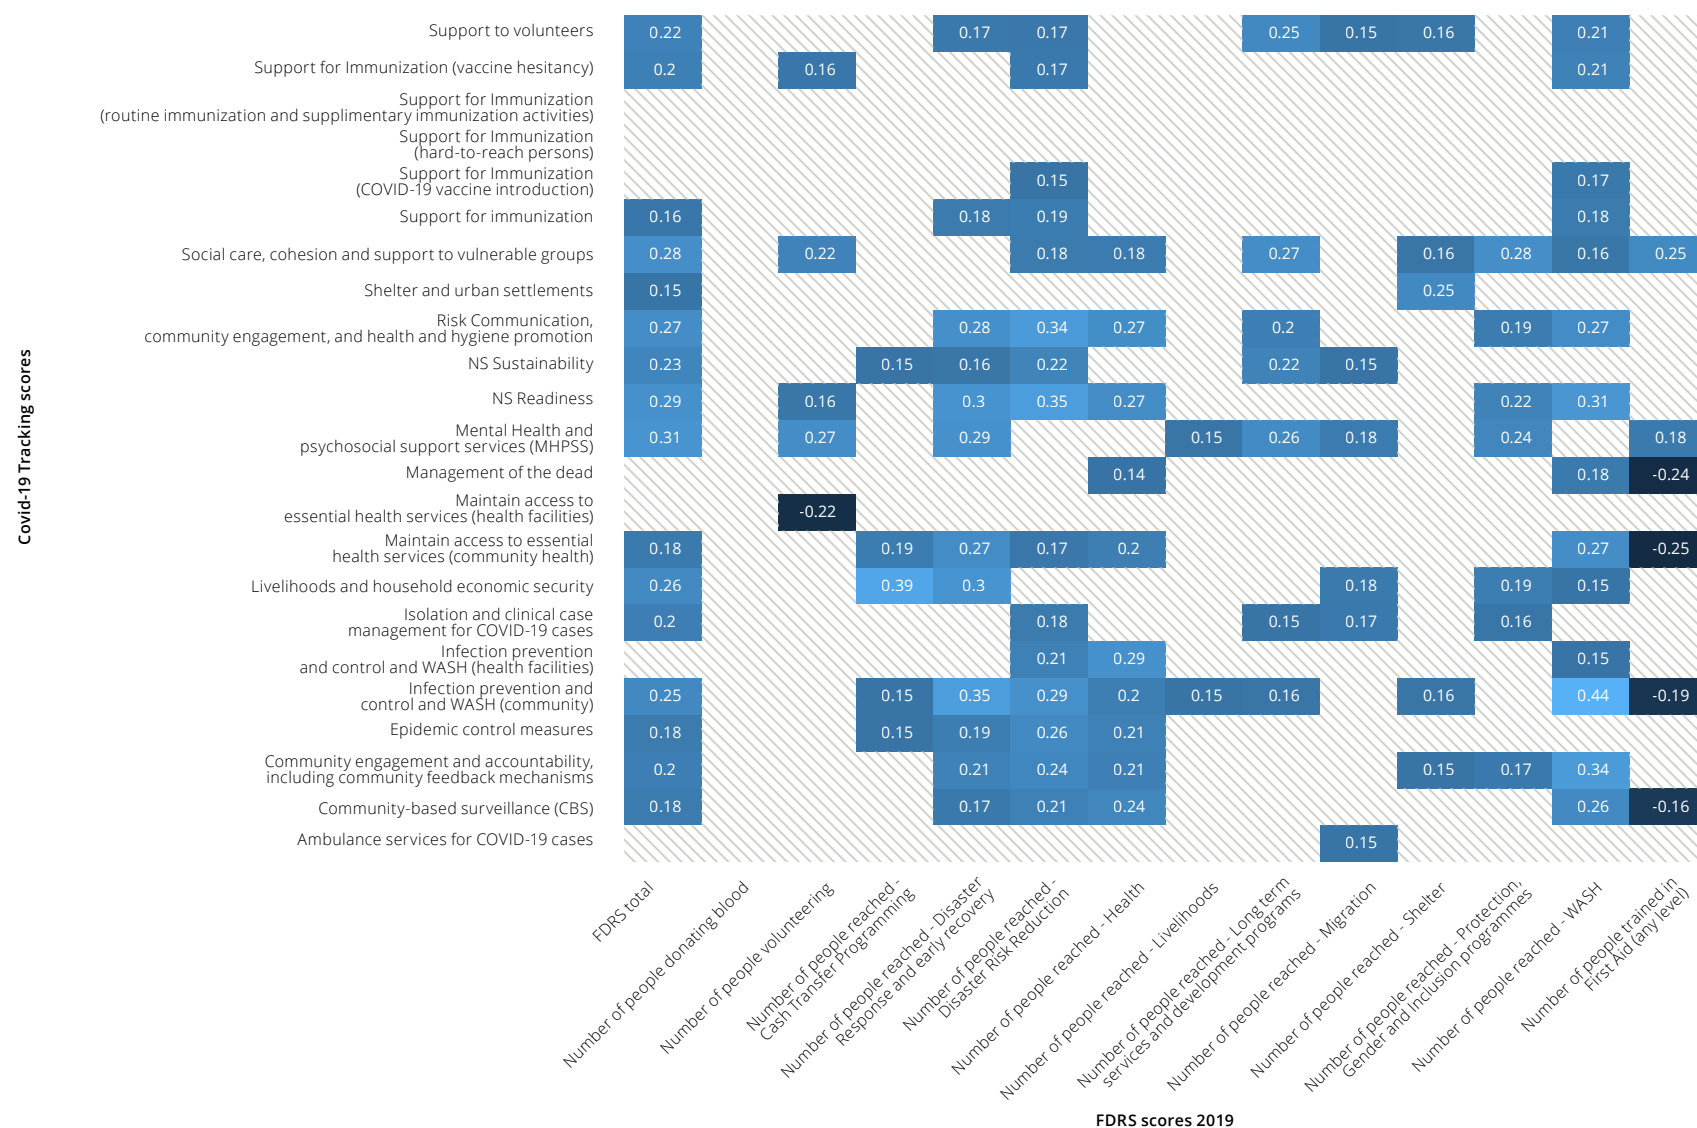 Support to volunteers
0.22 0.17 0.17 0.25 0.15 0.16 0.21
Support for Immunization (vaccine hesitancy)
0.2 0.16 0.17 0.21
Support for Immunization
(routine immunization and supplimentary immunization activities)
Support for Immunization
(hard-to-reach persons)
Support for Immunization
(COVID-19 vaccine introduction)
0.15 0.17
Support for immunization
0.16 0.18 0.19 0.18
Social care, cohesion and support to vulnerable groups
0.28 0.22 0.18 0.18 0.27 0.16 0.28 0.16 0.25
Shelter and urban settlements
0.15 0.25
Risk Communication,
community engagement, and health and hygiene promotion
0.27 0.28 0.34 0.27 0.2 0.19 0.27
NS Sustainability
0.23 0.15 0.16 0.22 0.22 0.15
NS Readiness
0.29 0.16 0.3 0.35 0.27 0.22 0.31
Mental Health and
psychosocial support services (MHPSS)
0.31 0.27 0.29 0.15 0.26 0.18 0.24 0.18
Management of the dead
0.14 0.18 -0.24
Maintain access to
essential health services (health facilities)
-0.22
Maintain access to essential
health services (community health)
0.18 0.19 0.27 0.17 0.2 0.27 -0.25
Livelihoods and household economic security
0.26 0.39 0.3 0.18 0.19 0.15
Isolation and clinical case
management for COVID-19 cases
0.2 0.18 0.15 0.17 0.16
Infection prevention
and control and WASH (health facilities)
0.21 0.29 0.15
Infection prevention and
control and WASH (community)
0.25 0.15 0.35 0.29 0.2 0.15 0.16 0.16 0.44 -0.19
Epidemic control measures
0.18 0.15 0.19 0.26 0.21
Community engagement and accountability,
including community feedback mechanisms
0.2 0.21 0.24 0.21 0.15 0.17 0.34
Community-based surveillance (CBS)
0.18 0.17 0.21 0.24 0.26 -0.16
Ambulance services for COVID-19 cases
0.15
Covid-19 Tracking scores
FDRS total
Number of people donating blood
Number of people volunteering
Number of people reached -
Cash Transfer Programming
Number of people reached - Disaster
Response and early recovery
Number of people reached -
Disaster Risk Reduction
Number of people reached - Health
Number of people reached - Livelihoods
Number of people reached - Long term
services and development programs
Number of people reached - Migration
Number of people reached - Shelter
Number of people reached - Protection,
Gender and Inclusion programmes
Number of people reached - WASH
Number of people trained in
First Aid (any level)
FDRS scores 2019